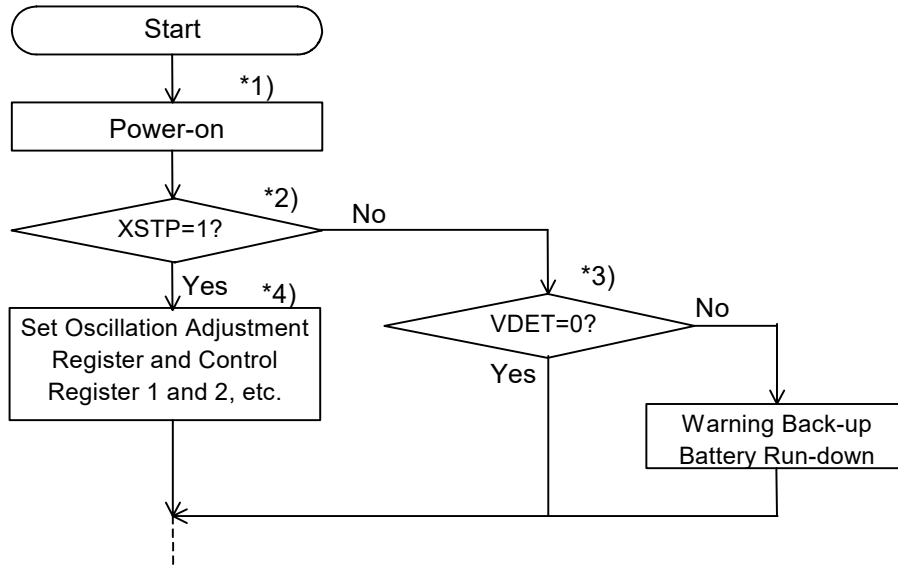 Start
*1)
Power-on
*2)
XSTP=1?
No
Yes
*4)
Set Oscillation Adjustment
Register and Control
Register 1 and 2, etc.
*3)
VDET=0?
No
Yes
Warning Back-up
Battery Run-down